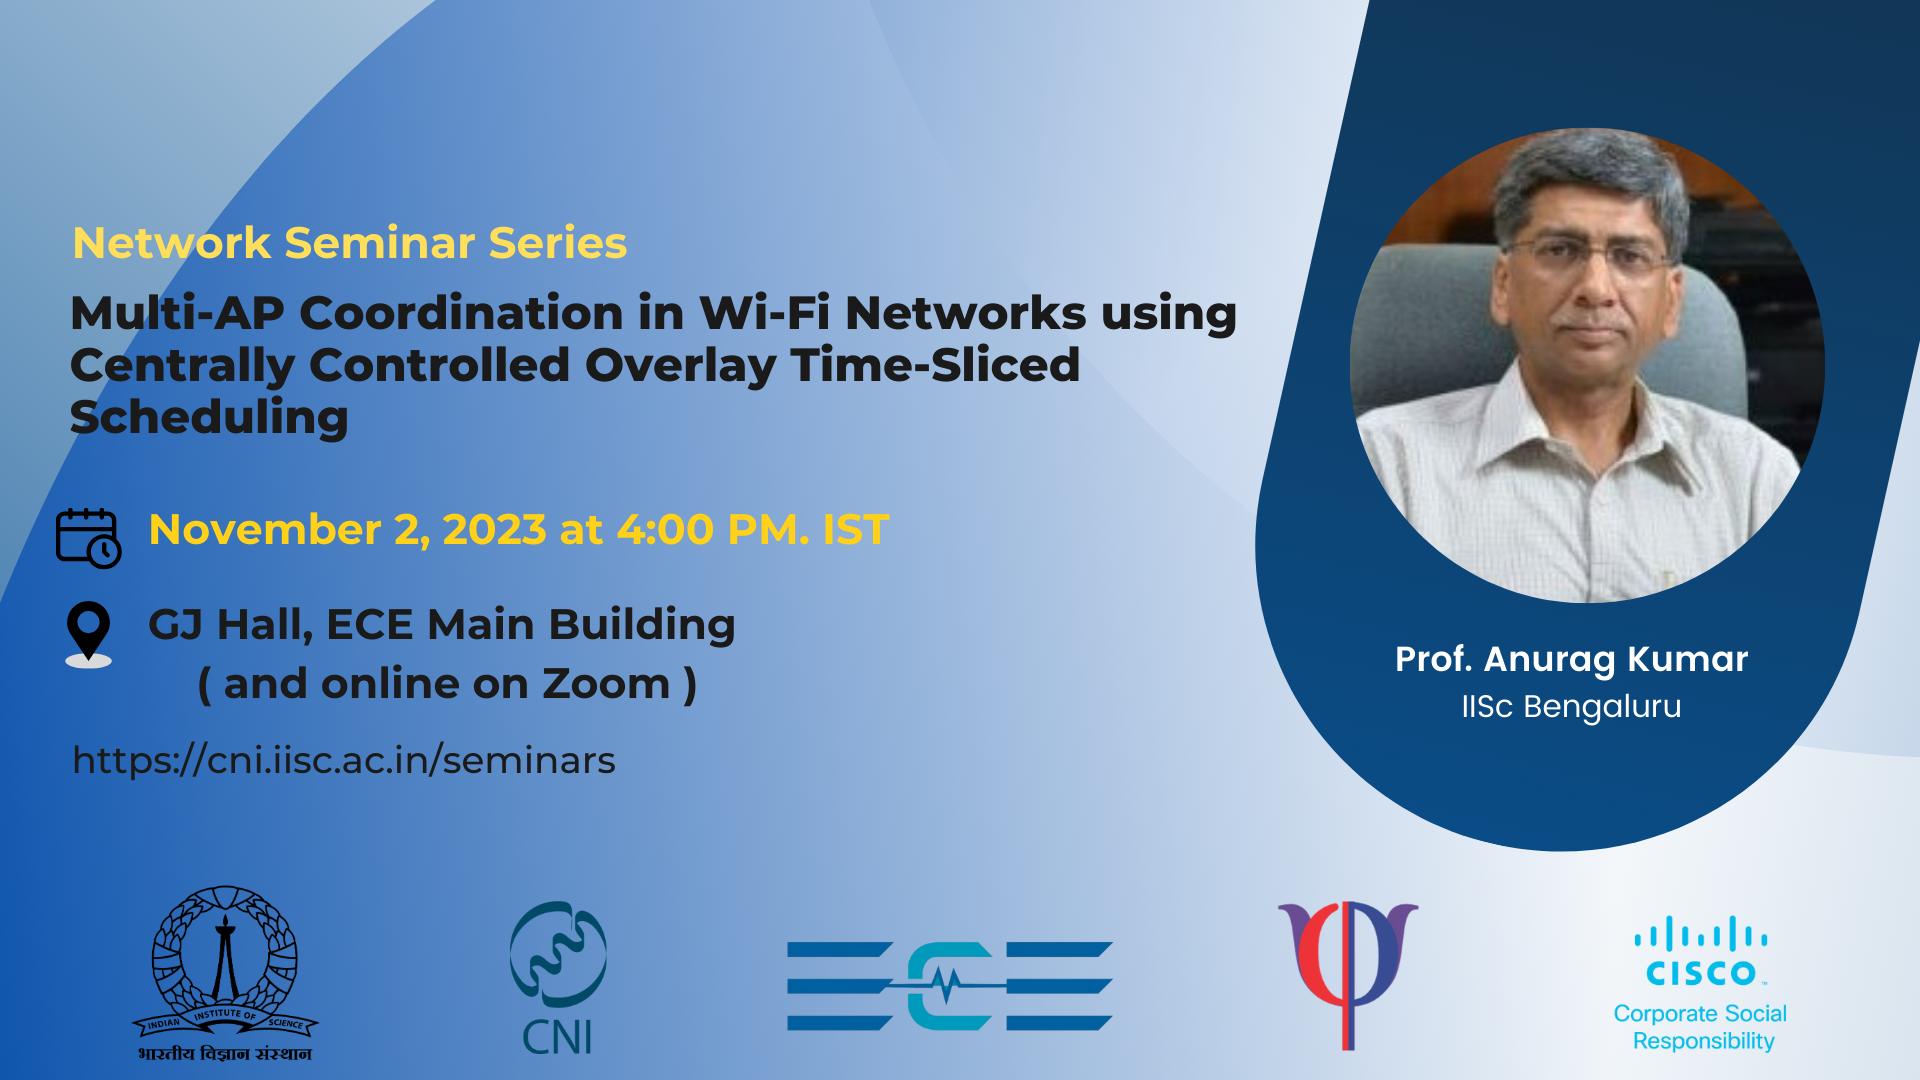 Network Seminar Series
Multi-AP Coordination in Wi-Fi Networks using
Centrally Controlled Overlay Time-Sliced
Scheduling
November 2, 2023 at 4:00 PM. IST
GJ Hall, ECE Main Building
( and online on Zoom )
https://cni.iisc.ac.in/seminars
Prof. Anurag Kumar
IISc Bengaluru
INDIAN INSTITUTE OF SCIENCE
भारतीय विज्ञान संस्थान
CNI
ECE
CISCO™
Corporate Social
Responsibility